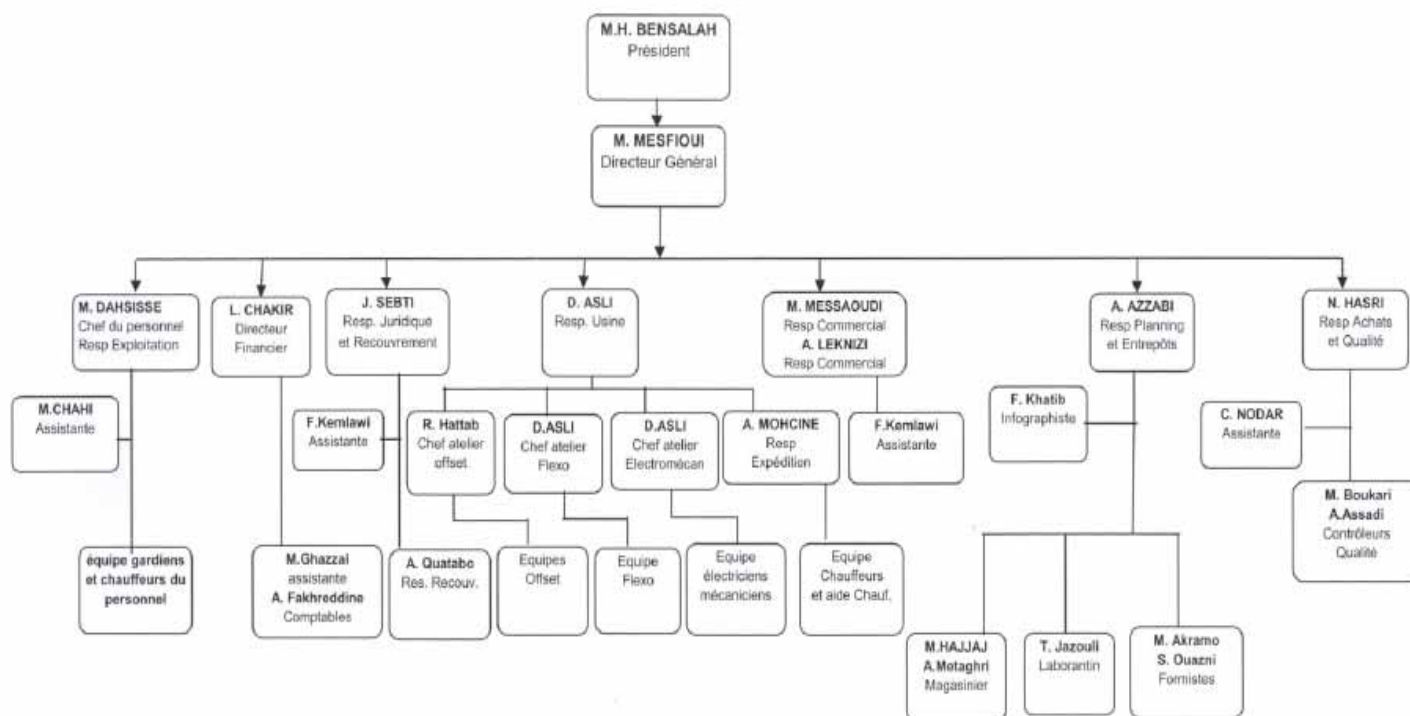 M.H. BENSALAH
Président
M. MESFIOUI
Directeur Général
M. DAHSISSE
Chef du personnel
Resp Exploitation
L. CHAKIR
Directeur
Financier
J. SEBTI
Resp. Juridique
et Recouvrement
D. ASLI
Resp. Usine
M. MESSAOUDI
Resp Commercial
A. LEKNIZI
Resp Commercial
A. AZZABI
Resp Planning
et Entrepôts
N. HASRI
Resp Achats
et Qualité
M.CHAHI
Assistante
F.Kemlawi
Assistante
R. Hattab
Chef atelier
offset
D.ASLI
Chef atelier
Flexo
D.ASLI
Chef atelier
Electromécan
A. MOHCINE
Resp
Expédition
F.Kemlawi
Assistante
F. Khatib
Infographiste
C. NODAR
Assistante
M. Boukari
A.Assadi
Contrôleurs
Qualité
équipe gardiens
et chauffeurs du
personnel
M.Ghazzal
assistante
A. Fakhreddine
Comptables
A. Quatabo
Res. Recouv.
Equipes
Offset
Equipe
Flexo
Equipe
électriciens
mécaniciens
Equipe
Chauffeurs
et aide Chauf.
M.HAJJAJ
A.Metaghri
Magasinier
T. Jazouli
Laborantin
M. Akramo
S. Ouazni
Formistes